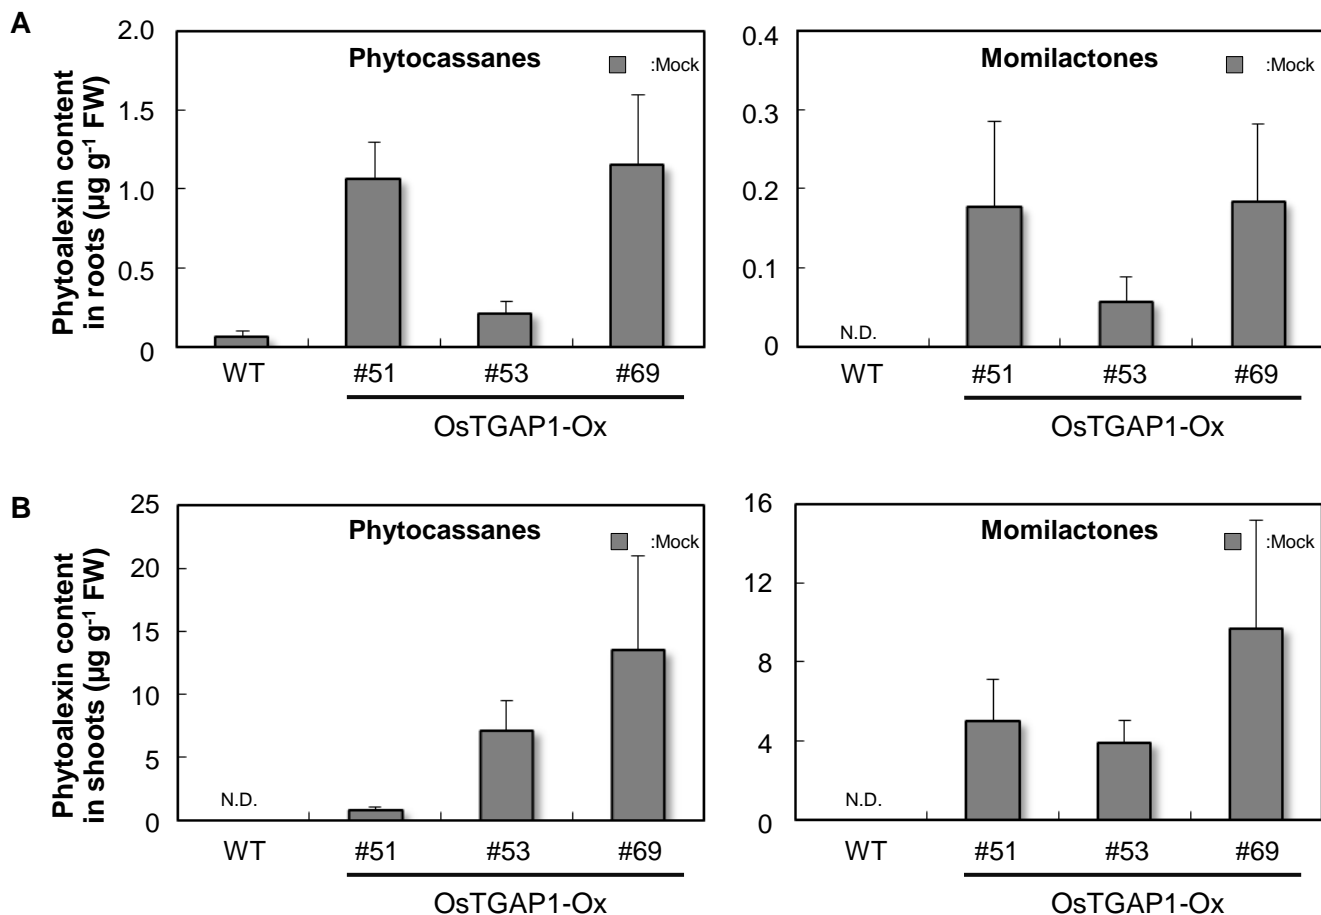 A
Phytoalexin content
in roots (µg g-1 FW)
2.0
1.5
1.0
0.5
0
Phytocassanes
:Mock
WT
#51
#53
#69
OsTGAP1-Ox
0.4
0.3
0.2
0.1
0
Momilactones
:Mock
N.D.
WT
#51
#53
#69
OsTGAP1-Ox
B
Phytoalexin content
in shoots (µg g-1 FW)
25
20
15
10
5
0
Phytocassanes
:Mock
N.D.
WT
#51
#53
#69
OsTGAP1-Ox
16
12
8
4
0
Momilactones
:Mock
N.D.
WT
#51
#53
#69
OsTGAP1-Ox